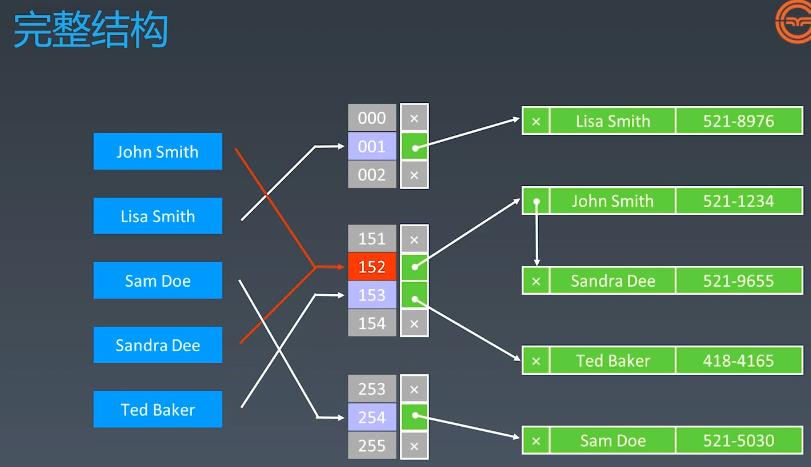 完整结构
John Smith
Lisa Smith
Sam Doe
Sandra Dee
Ted Baker
000 ×
001
002 ×
151 ×
152
153
154 ×
253 ×
254
255 ×
× Lisa Smith 521-8976
John Smith 521-1234
× Sandra Dee 521-9655
× Ted Baker 418-4165
× Sam Doe 521-5030